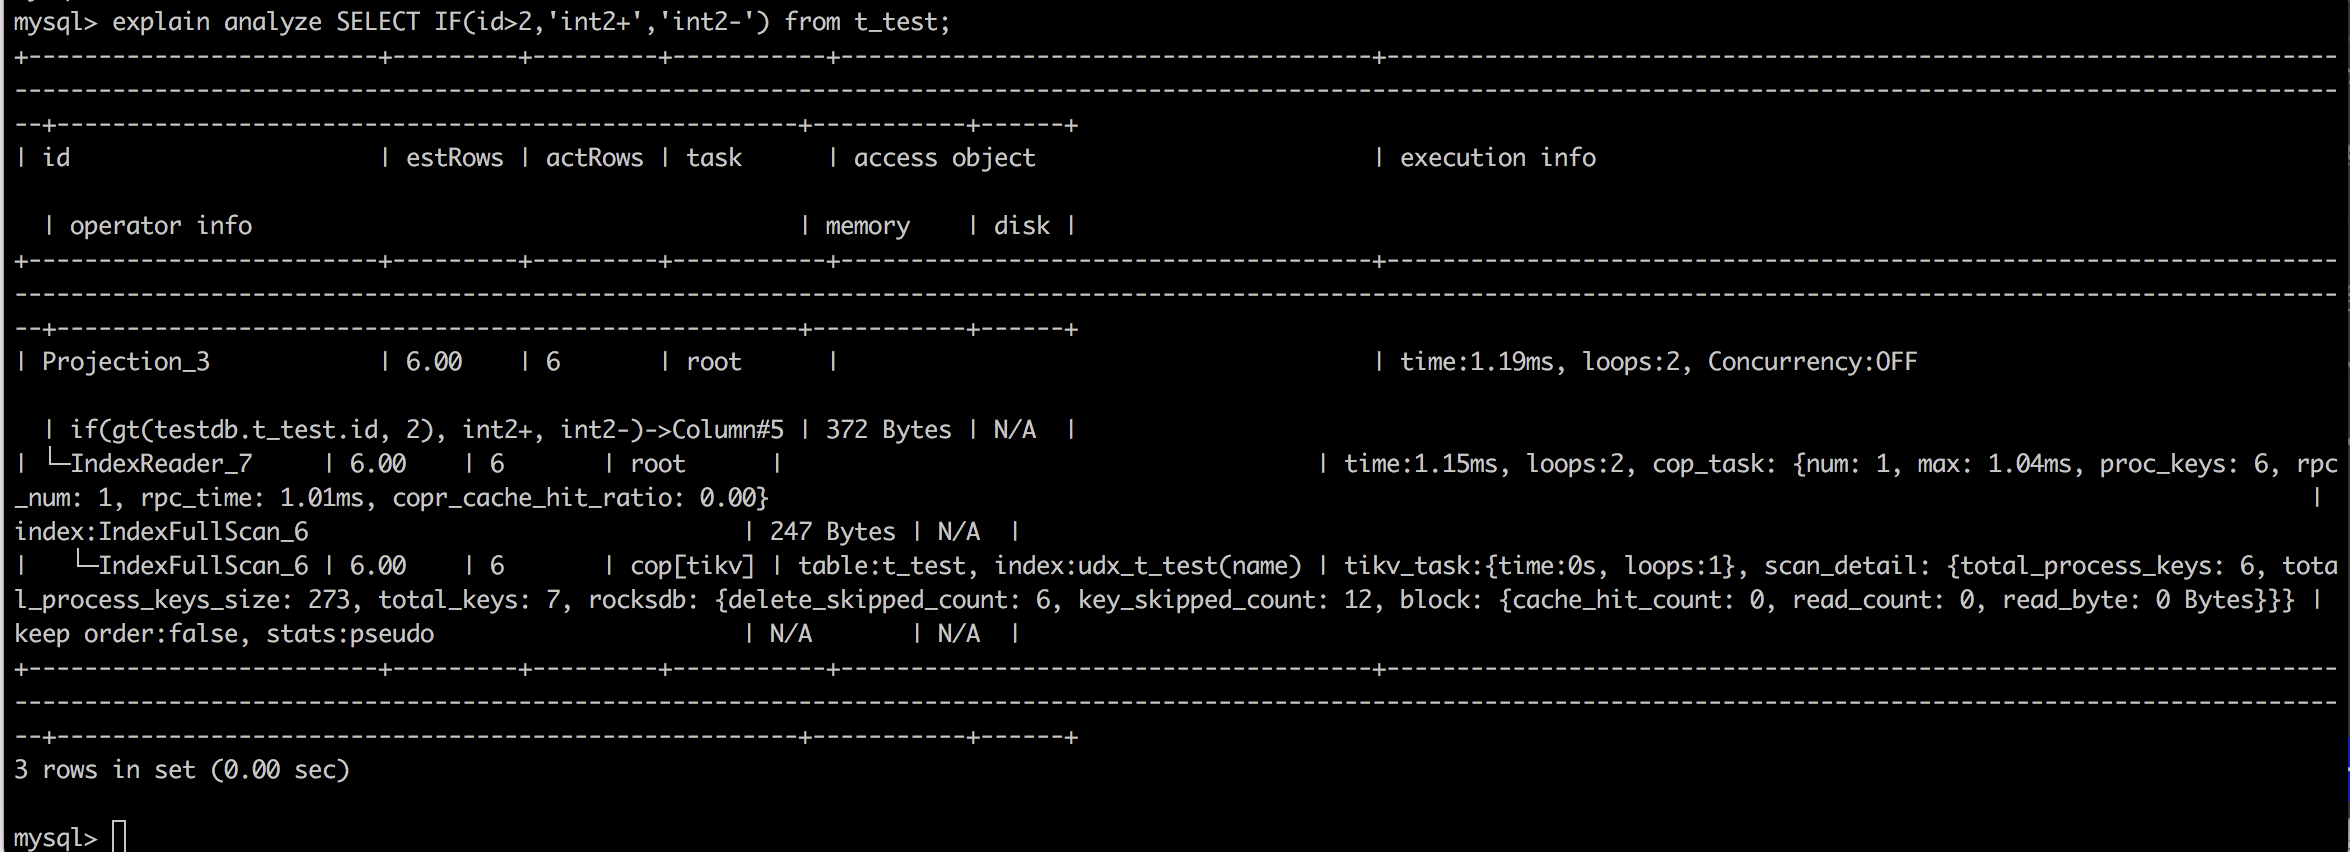 mysql> explain analyze SELECT IF(id>2,'int2+','int2-') from t_test;
+-------------------------+---------+---------+-----------+--------------------------------------+--------------------------------------------------------------------
----------------------------------------------------------------------------------------------------------------------------------------------------------------------
--+-----------------------------------------------------+-----------+------+
| id                      | estRows | actRows | task      | access object                        | execution info
  | operator info                                       | memory    | disk |
+-------------------------+---------+---------+-----------+--------------------------------------+--------------------------------------------------------------------
----------------------------------------------------------------------------------------------------------------------------------------------------------------------
--+-----------------------------------------------------+-----------+------+
| Projection_3            | 6.00    | 6       | root      |                                      | time:1.19ms, loops:2, Concurrency:OFF
  | if(gt(testdb.t_test.id, 2), int2+, int2-)->Column#5 | 372 Bytes | N/A  |
| └─IndexReader_7     | 6.00    | 6       | root      |                                      | time:1.15ms, loops:2, cop_task: {num: 1, max: 1.04ms, proc_keys: 6, rpc
_num: 1, rpc_time: 1.01ms, copr_cache_hit_ratio: 0.00}                                                                                                               |
index:IndexFullScan_6                               | 247 Bytes | N/A  |
|   └─IndexFullScan_6 | 6.00    | 6       | cop[tikv] | table:t_test, index:udx_t_test(name) | tikv_task:{time:0s, loops:1}, scan_detail: {total_process_keys: 6, tota
l_process_keys_size: 273, total_keys: 7, rocksdb: {delete_skipped_count: 6, key_skipped_count: 12, block: {cache_hit_count: 0, read_count: 0, read_byte: 0 Bytes}}} |
keep order:false, stats:pseudo                      | N/A       | N/A  |
+-------------------------+---------+---------+-----------+--------------------------------------+--------------------------------------------------------------------
----------------------------------------------------------------------------------------------------------------------------------------------------------------------
--+-----------------------------------------------------+-----------+------+
3 rows in set (0.00 sec)
mysql>